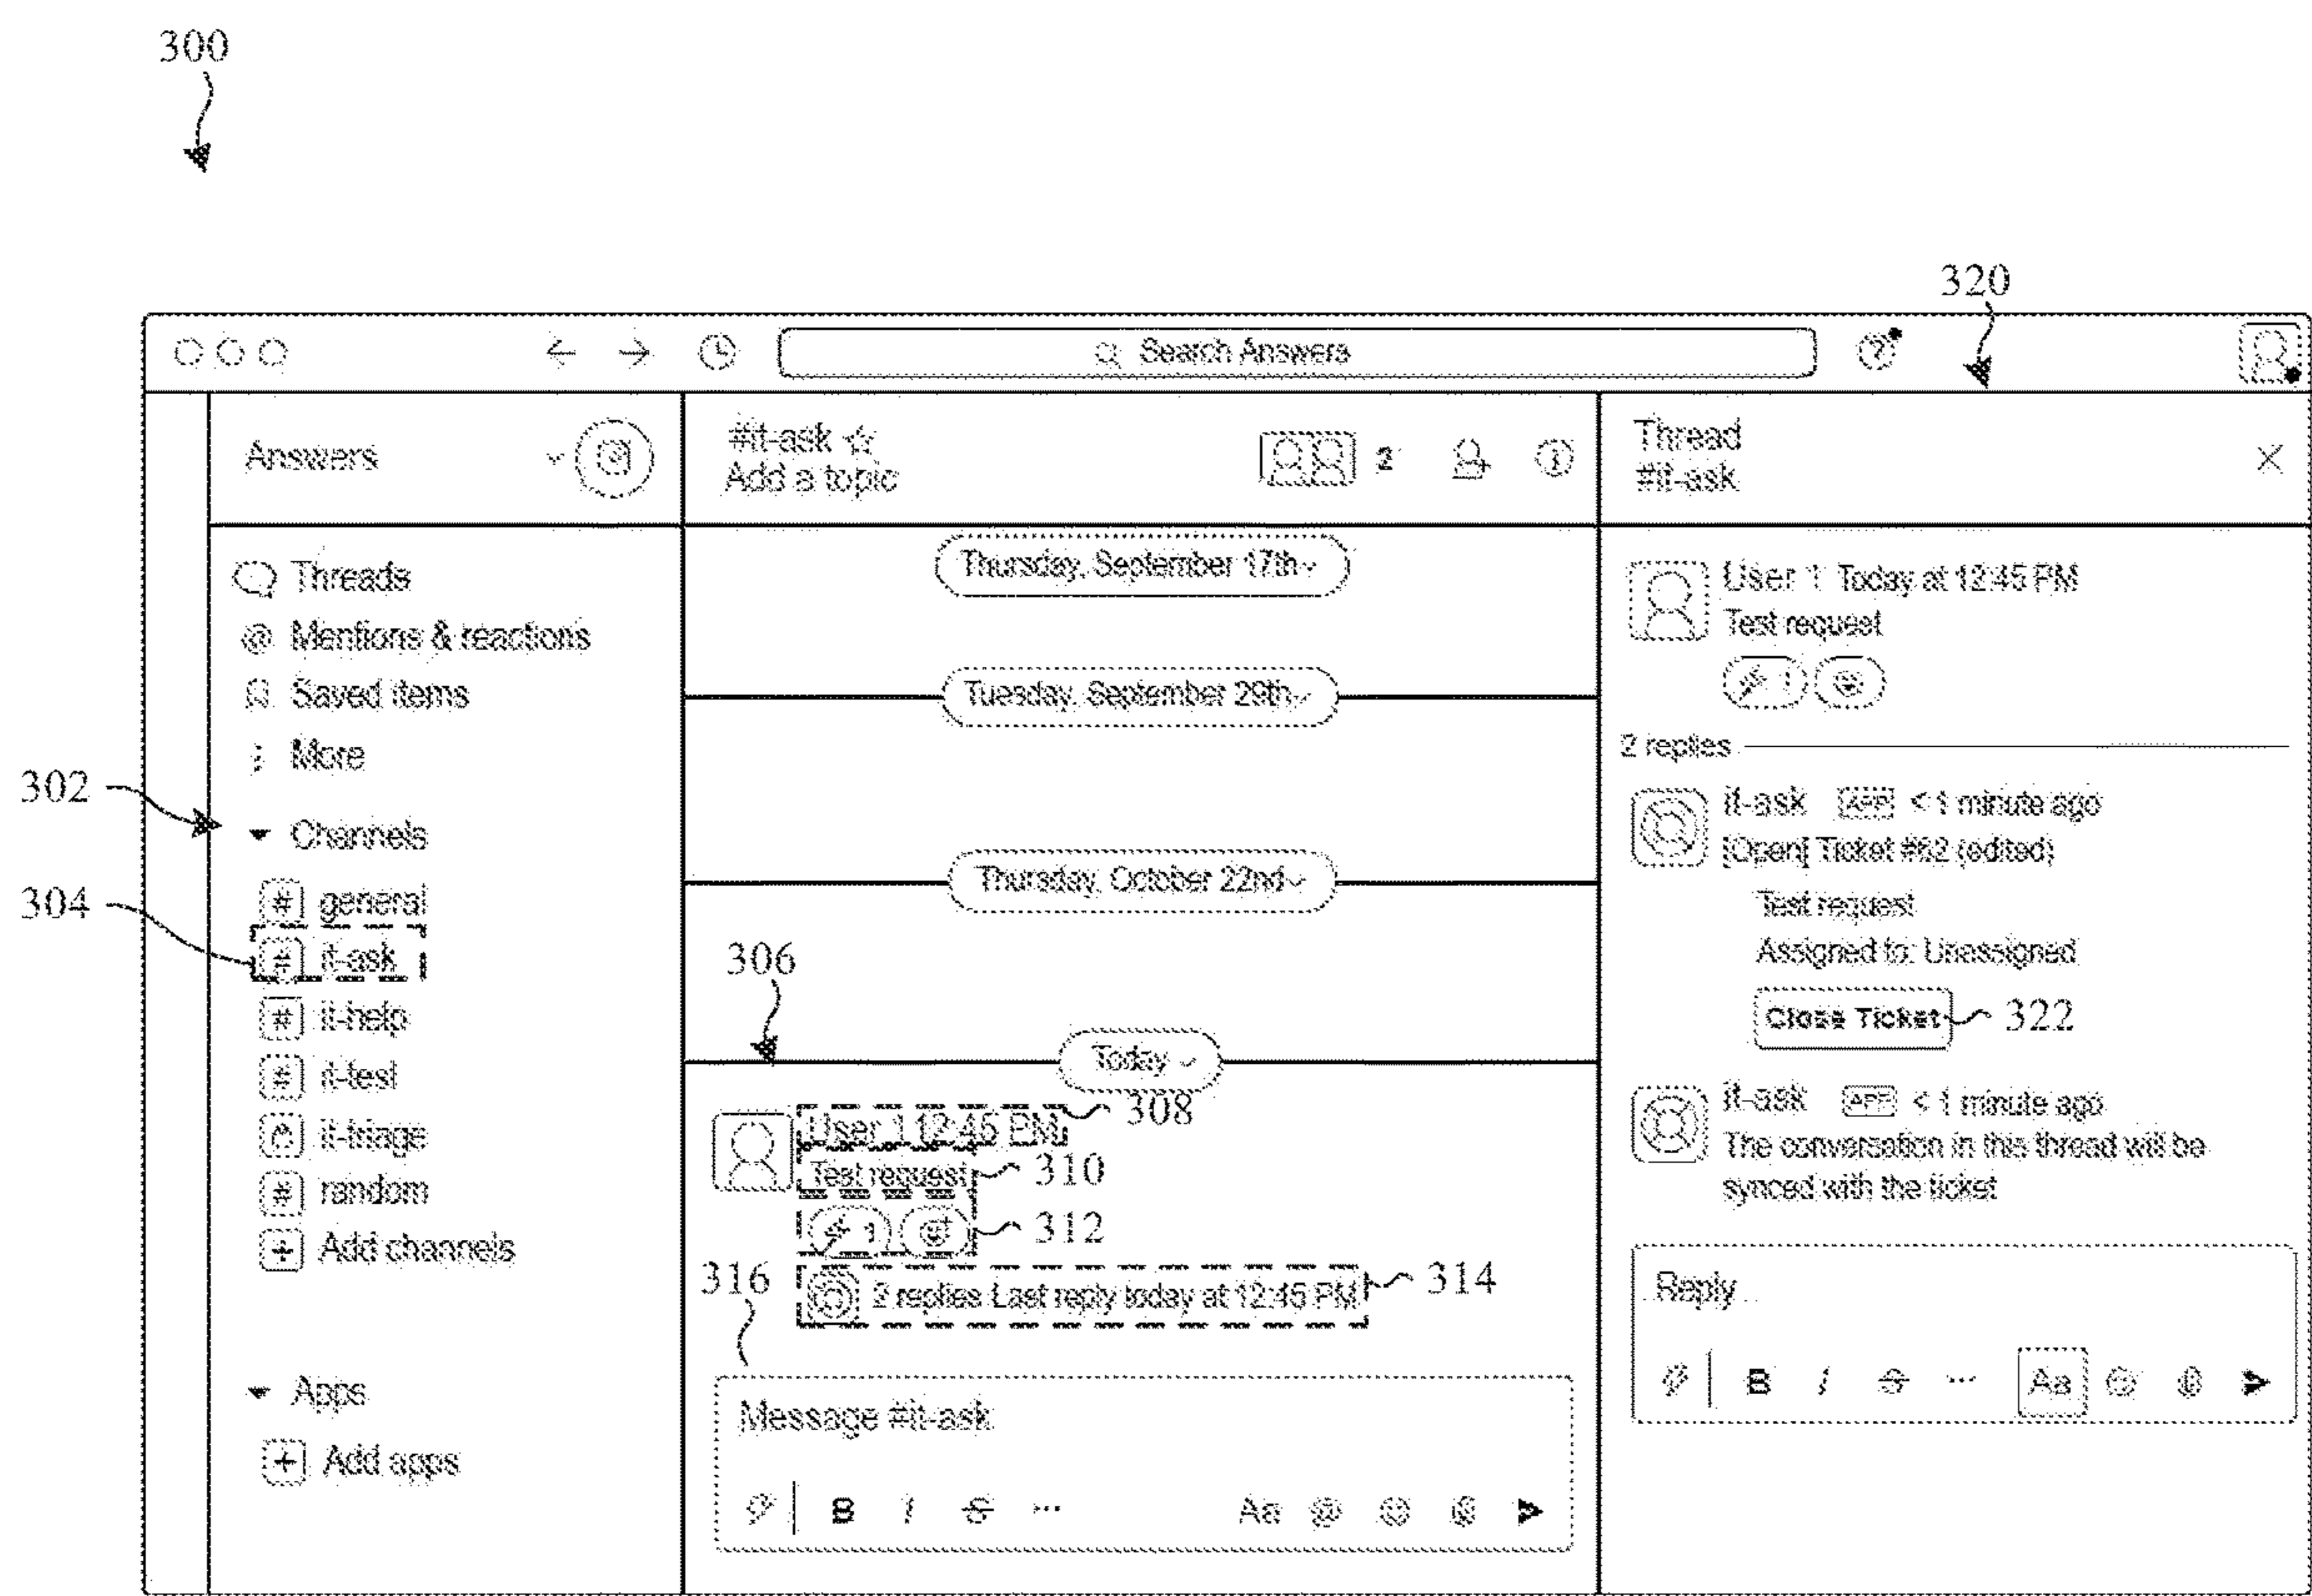 300
320
Search Answers
Answers
#it-ask
Add a topic
2
Thread
#it-ask
Threads
Mentions & reactions
Saved items
More
302
Channels
304
# general
# it-ask
# it-help
# it-test
it-triage
# random
+ Add channels
Apps
+ Add apps
Thursday, September 17th
Tuesday, September 29th
Thursday, October 22nd
306
Today
User 1 12:45 PM
308
Test request
310
1
312
2 replies Last reply today at 12:45 PM
314
316
Message #it-ask
B I S ... Aa @
User 1 Today at 12:45 PM
Test request
1
2 replies
it-ask APP < 1 minute ago
[Open] Ticket #62 (edited)
Test request
Assigned to: Unassigned
Close Ticket
322
it-ask APP < 1 minute ago
The conversation in this thread will be
synced with the ticket
Reply...
B I S ... Aa